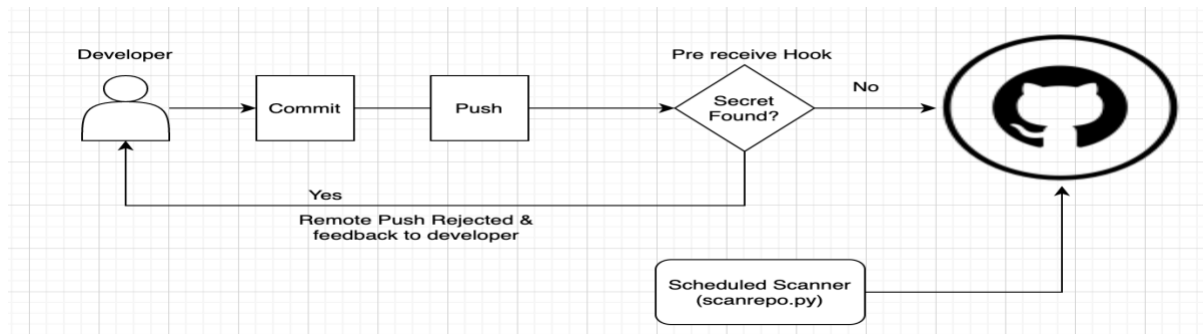 Developer
Pre receive Hook
Commit
Push
Secret
Found?
No
Yes
Remote Push Rejected &
feedback to developer
Scheduled Scanner
(scanrepo.py)